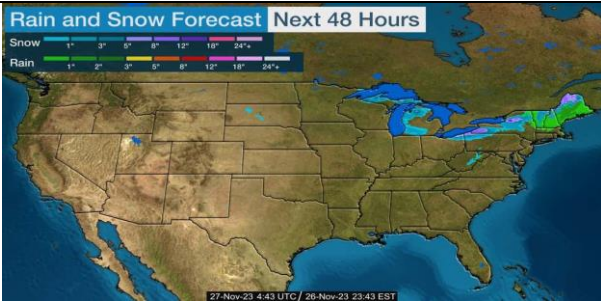 Rain and Snow Forecast Next 48 Hours
Snow 1" 3" 5" 8" 12" 18" 24"+
Rain 1" 2" 3" 5" 8" 12" 18" 24"+
27-Nov-23 4:43 UTC / 26-Nov-23 23:43 EST